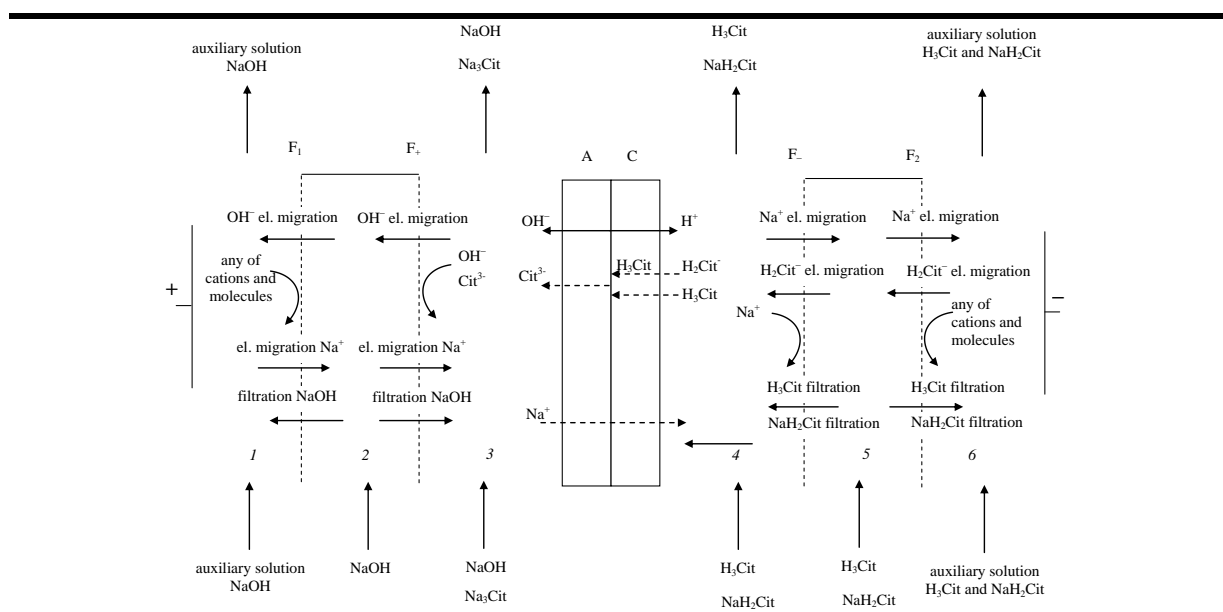 auxiliary solution
NaOH
NaOH
Na₃Cit
H₃Cit
NaH₂Cit
auxiliary solution
H₃Cit and NaH₂Cit
F₁
F₊
A
C
F₋
F₂
OH⁻ el. migration
OH⁻ el. migration
OH⁻
H⁺
Na⁺ el. migration
Na⁺ el. migration
any of
cations and
molecules
OH⁻
Cit³⁻
Cit³⁻
H₃Cit
H₂Cit⁻
H₃Cit
H₂Cit⁻ el. migration
H₂Cit⁻ el. migration
Na⁺
any of
cations and
molecules
+
−
el. migration Na⁺
el. migration Na⁺
filtration NaOH
filtration NaOH
Na⁺
H₃Cit filtration
NaH₂Cit filtration
H₃Cit filtration
NaH₂Cit filtration
1
2
3
4
5
6
auxiliary solution
NaOH
NaOH
NaOH
Na₃Cit
H₃Cit
NaH₂Cit
H₃Cit
NaH₂Cit
auxiliary solution
H₃Cit and NaH₂Cit